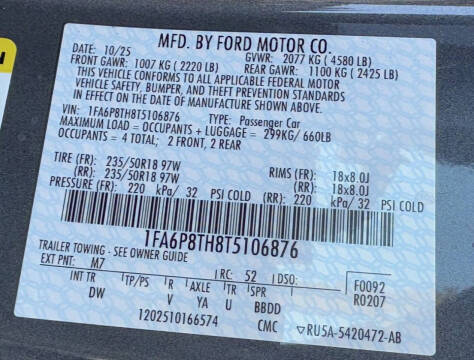 MFD. BY FORD MOTOR CO.
DATE: 10/25 GVWR: 2077 KG ( 4580 LB)
FRONT GAWR: 1007 KG ( 2220 LB) REAR GAWR: 1100 KG ( 2425 LB)
THIS VEHICLE CONFORMS TO ALL APPLICABLE FEDERAL MOTOR
VEHICLE SAFETY, BUMPER, AND THEFT PREVENTION STANDARDS
IN EFFECT ON THE DATE OF MANUFACTURE SHOWN ABOVE.
VIN: 1FA6P8TH8T5106876 TYPE: Passenger Car
MAXIMUM LOAD = OCCUPANTS + LUGGAGE = 299KG/ 660LB
OCCUPANTS = 4 TOTAL; 2 FRONT, 2 REAR
TIRE (FR): 235/50R18 97W RIMS (FR): 18x8.0J
(RR): 235/50R18 97W (RR): 18x8.0J
PRESSURE (FR): 220 kPa/ 32 PSI COLD (RR): 220 kPa/ 32 PSI COLD
1FA6P8TH8T5106876
TRAILER TOWING - SEE OWNER GUIDE
EXT PNT: M7 RC: 52 DSO: F0092
INT TR TP/PS R AXLE TR SPR R0207
DW V YA U BBDD
1202510166574 CMC ▽RU5A-5420472-AB